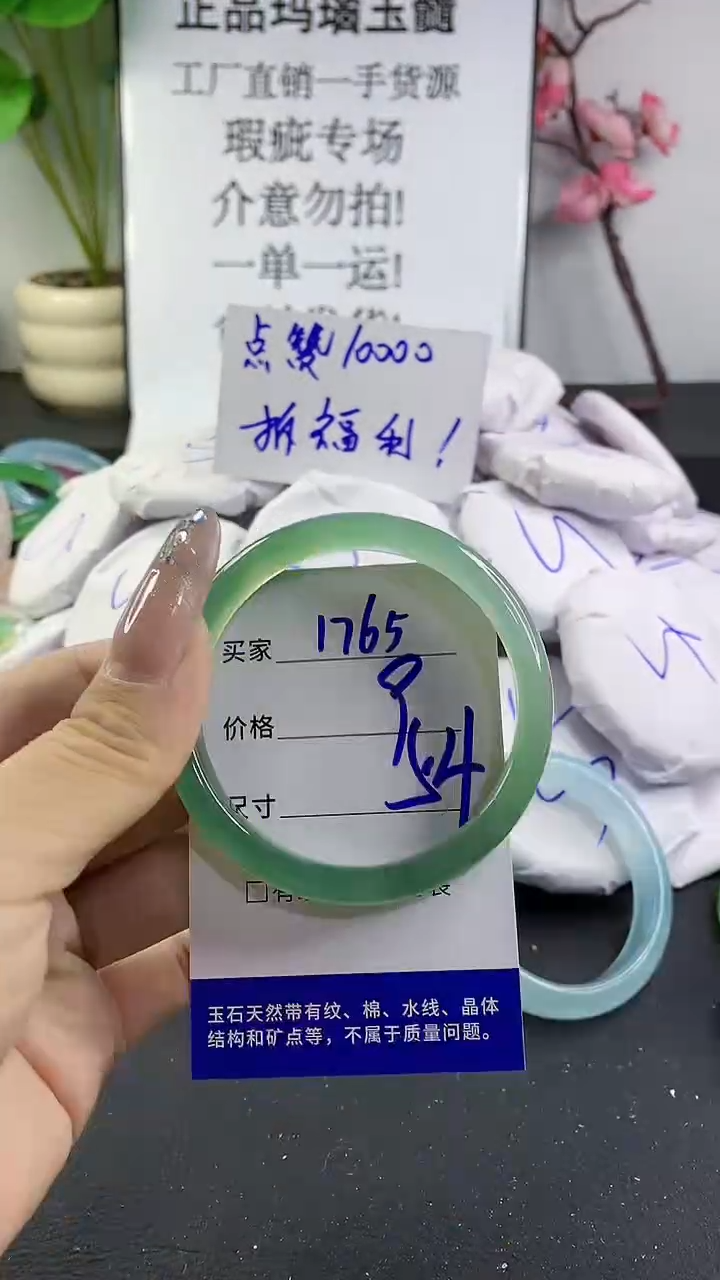 正品玛瑙玉髓
工厂直销一手货源
瑕疵专场
介意勿拍!
一单一运!
点赞10000
拆福利!
买家 1765
价格 9
尺寸 54
玉石天然带有纹、棉、水线、晶体
结构和矿点等，不属于质量问题。